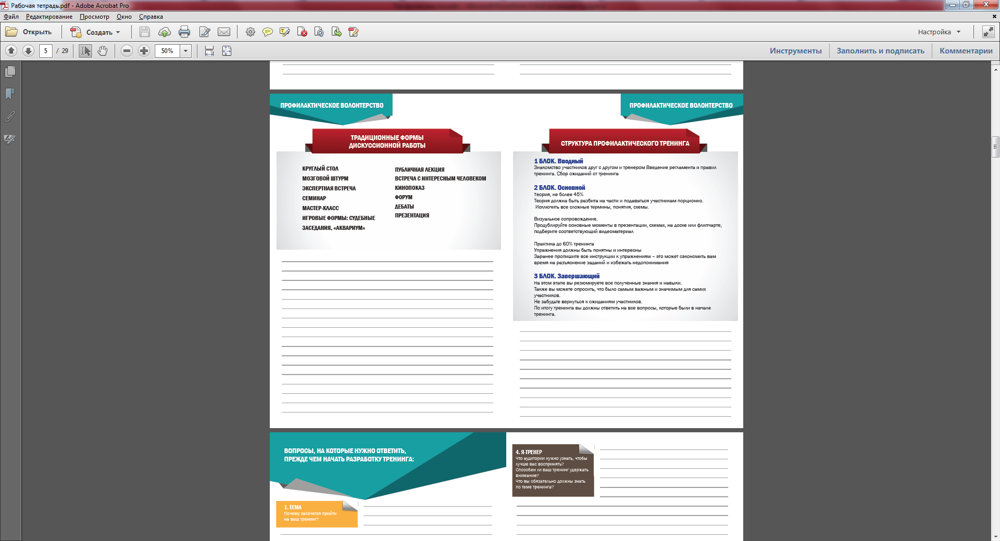 Рабочая тетрадь.pdf - Adobe Acrobat Pro
Файл Редактирование Просмотр Окно Справка
Открыть Создать Настройка
5 / 29 50% Инструменты Заполнить и подписать Комментарии
ПРОФИЛАКТИЧЕСКОЕ ВОЛОНТЕРСТВО
ТРАДИЦИОННЫЕ ФОРМЫ
ДИСКУССИОННОЙ РАБОТЫ
КРУГЛЫЙ СТОЛ
МОЗГОВОЙ ШТУРМ
ЭКСПЕРТНАЯ ВСТРЕЧА
СЕМИНАР
МАСТЕР-КЛАСС
ИГРОВЫЕ ФОРМЫ: СУДЕБНЫЕ
ЗАСЕДАНИЯ, «АКВАРИУМ»
ПУБЛИЧНАЯ ЛЕКЦИЯ
ВСТРЕЧА С ИНТЕРЕСНЫМ ЧЕЛОВЕКОМ
КИНОПОКАЗ
ФОРУМ
ДЕБАТЫ
ПРЕЗЕНТАЦИЯ
ПРОФИЛАКТИЧЕСКОЕ ВОЛОНТЕРСТВО
СТРУКТУРА ПРОФИЛАКТИЧЕСКОГО ТРЕНИНГА
1 БЛОК. Вводный
Знакомство участников друг с другом и тренером Введение регламента и правил
тренинга. Сбор ожиданий от тренинга
2 БЛОК. Основной
Теория, не более 45%
Теория должна быть разбита на части и подаваться участникам порционно.
Исключить все сложные термины, понятия, схемы.
Визуальное сопровождение.
Продублируйте основные моменты в презентации, схемах, на доске или флипчарте,
подберите соответствующий видеоматериал
Практика до 60% тренинга
Упражнения должны быть понятны и интересны
Заранее пропишите все инструкции к упражнениям – это может сэкономить вам
время на разъяснение заданий и избежать недопонимания
3 БЛОК. Завершающий
На этом этапе вы резюмируете все полученные знания и навыки.
Также вы можете опросить, что было самым важным и значимым для самих
участников.
Не забудьте вернуться к ожиданиям участников.
По итогу тренинга вы должны ответить на все вопросы, которые были в начале
тренинга.
ВОПРОСЫ, НА КОТОРЫЕ НУЖНО ОТВЕТИТЬ,
ПРЕЖДЕ ЧЕМ НАЧАТЬ РАЗРАБОТКУ ТРЕНИНГА:
1. ТЕМА
Почему захочется прийти
на ваш тренинг?
4. Я-ТРЕНЕР
Что аудитории нужно узнать, чтобы
лучше вас воспринять?
Способен ли ваш тренинг удержать
внимание?
Что вы обязательно должны знать
по теме тренинга?